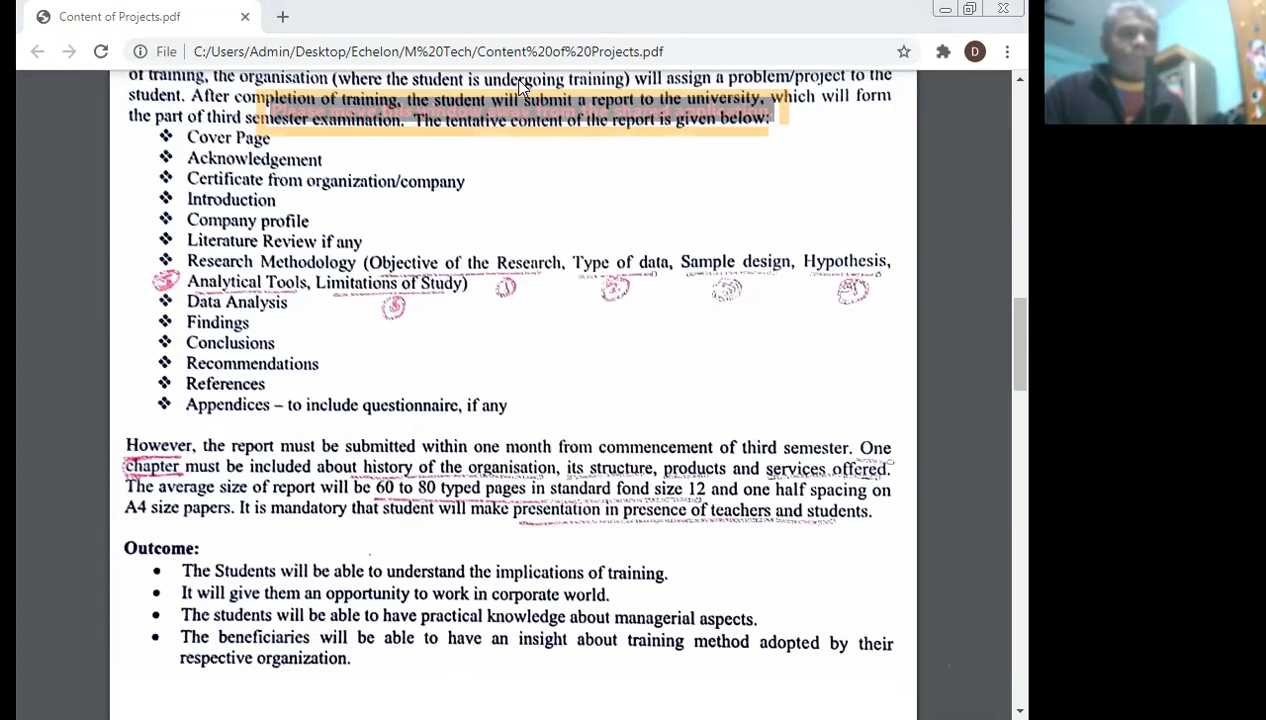 Content of Projects.pdf
File C:/Users/Admin/Desktop/Echelon/M%20Tech/Content%20of%20Projects.pdf
D
of training, the organisation (where the student is undergoing training) will assign a problem/project to the
student. After completion of training, the student will submit a report to the university, which will form
Please move this window away from the shared application
the part of third semester examination. The tentative content of the report is given below:
❖ Cover Page
❖ Acknowledgement
❖ Certificate from organization/company
❖ Introduction
❖ Company profile
❖ Literature Review if any
❖ Research Methodology (Objective of the Research, Type of data, Sample design, Hypothesis,
Analytical Tools, Limitations of Study)
❖ Data Analysis
❖ Findings
❖ Conclusions
❖ Recommendations
❖ References
❖ Appendices – to include questionnaire, if any
However, the report must be submitted within one month from commencement of third semester. One
chapter must be included about history of the organisation, its structure, products and services offered.
The average size of report will be 60 to 80 typed pages in standard fond size 12 and one half spacing on
A4 size papers. It is mandatory that student will make presentation in presence of teachers and students.
Outcome:
• The Students will be able to understand the implications of training.
• It will give them an opportunity to work in corporate world.
• The students will be able to have practical knowledge about managerial aspects.
• The beneficiaries will be able to have an insight about training method adopted by their
respective organization.